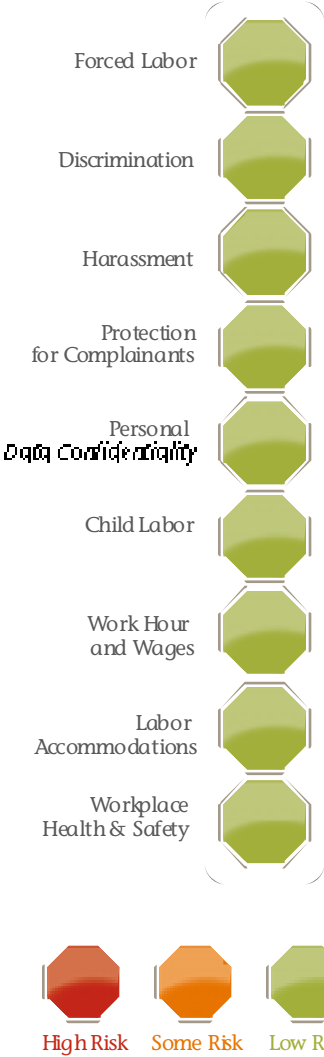 Forced Labor
Discrimination
Harassment
Protection
for Complainants
Personal
Data Confidentiality
Child Labor
Work Hour
and Wages
Labor
Accommodations
Workplace
Health & Safety
High Risk Some Risk Low R